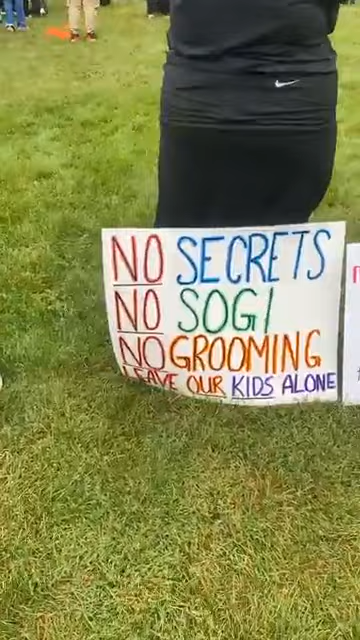 NO SECRETS
NO SOGI
NO GROOMING
LEAVE OUR KIDS ALONE